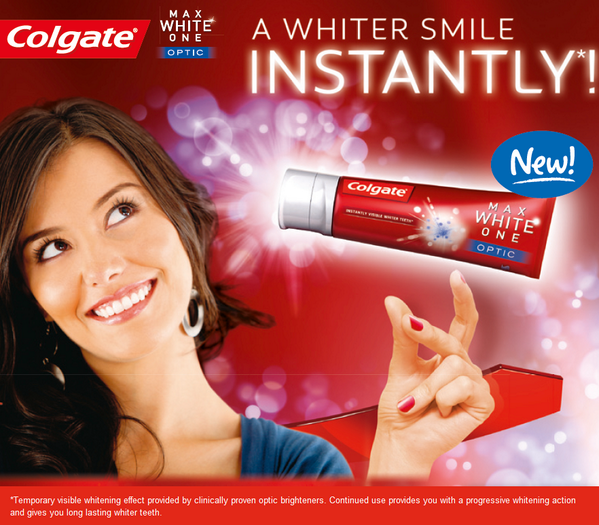 Colgate®
MAX
WHITE
ONE
OPTIC
A WHITER SMILE
INSTANTLY*!
New!
Colgate®
INSTANTLY VISIBLE WHITER TEETH*
MAX
WHITE
ONE
OPTIC
*Temporary visible whitening effect provided by clinically proven optic brighteners. Continued use provides you with a progressive whitening action
and gives you long lasting whiter teeth.